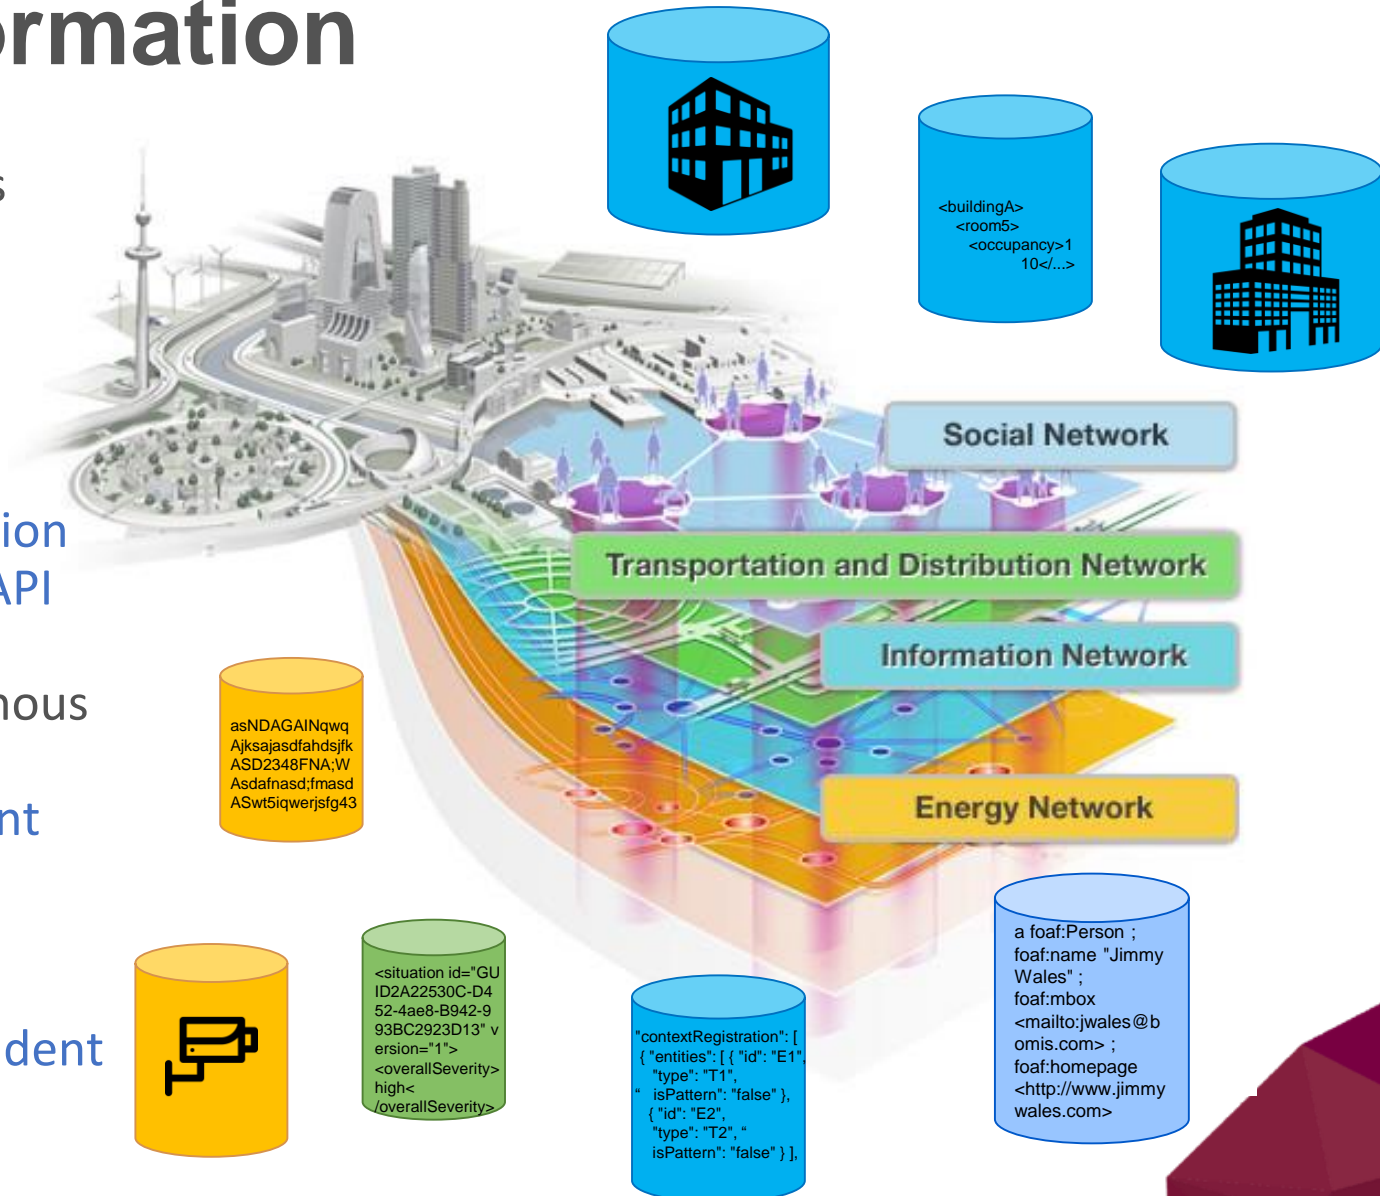 ormation
s
<buildingA>
<room5>
<occupancy>1
10</...>
Social Network
tion
API
Transportation and Distribution Network
Information Network
nous
asNDAGAINqwq
Ajksajasdfahdsjfk
ASD2348FNA;W
Asdafnasd;fmasd
ASwt5iqwerjsfg43
Energy Network
nt
dent
<situation id="GU
ID2A22530C-D4
52-4ae8-B942-9
93BC2923D13" v
ersion="1">
<overallSeverity>
high<
/overallSeverity>
"contextRegistration": [
{ "entities": [ { "id": "E1",
"type": "T1",
“ isPattern": "false" },
{ "id": "E2",
"type": "T2", “
isPattern": "false" } ],
a foaf:Person ;
foaf:name "Jimmy
Wales" ;
foaf:mbox
<mailto:jwales@b
omis.com> ;
foaf:homepage
<http://www.jimmy
wales.com>